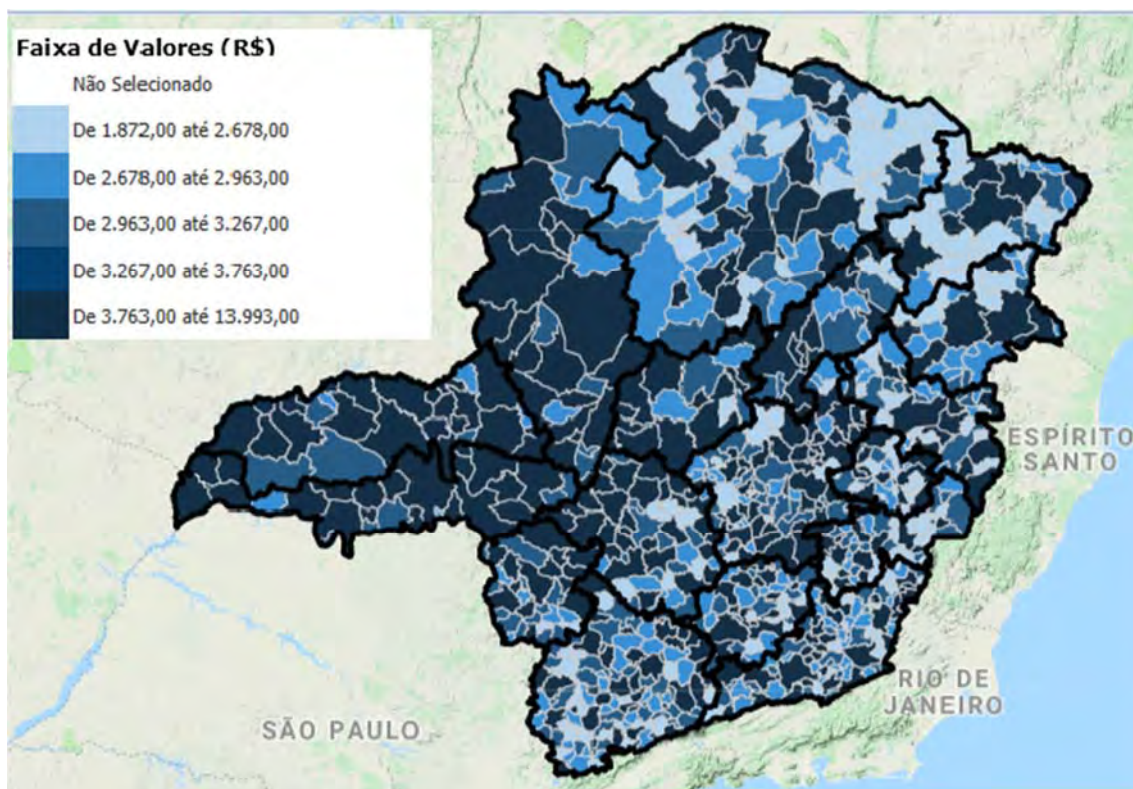 Faixa de Valores (R$)
Não Selecionado
De 1.872,00 até 2.678,00
De 2.678,00 até 2.963,00
De 2.963,00 até 3.267,00
De 3.267,00 até 3.763,00
De 3.763,00 até 13.993,00
ESPÍRITO
SANTO
RIO DE
JANEIRO
SÃO PAULO